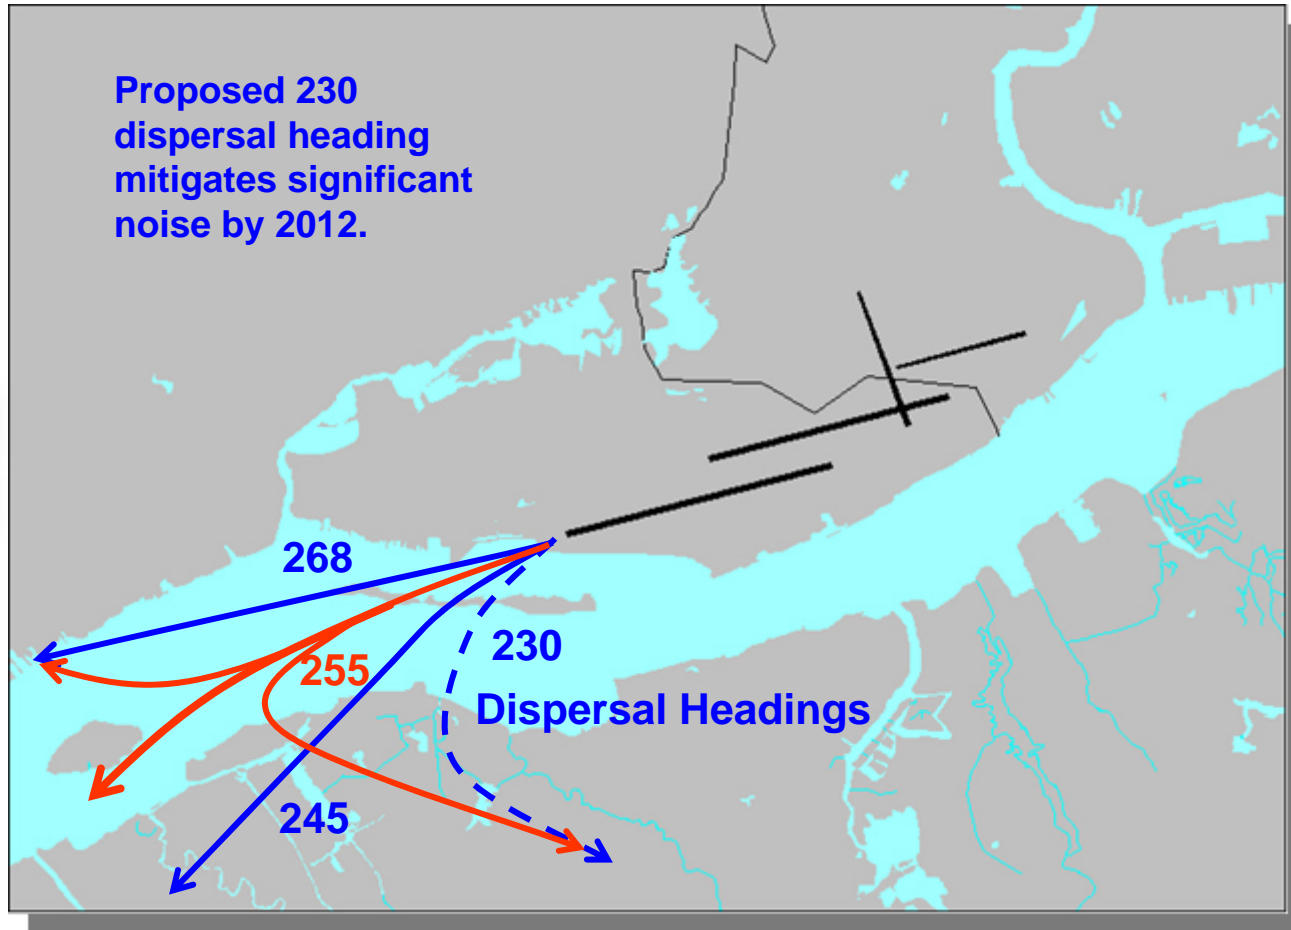 Proposed 230
dispersal heading
mitigates significant
noise by 2012.
268
255
230
Dispersal Headings
245